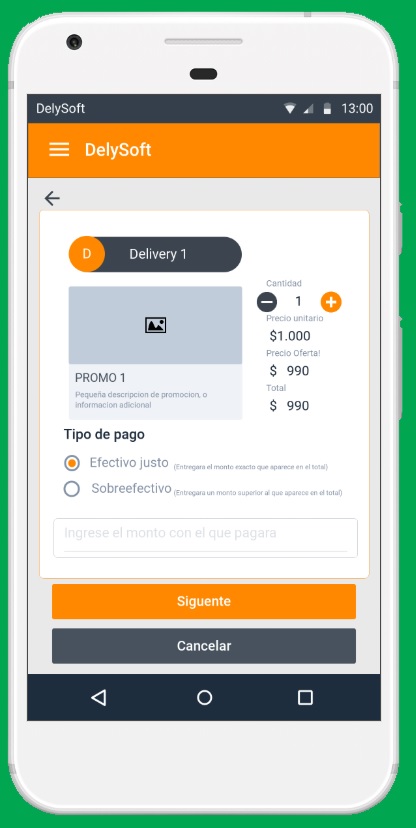 DelySoft 13:00
DelySoft
D Delivery 1
Cantidad
1
Precio unitario
$1.000
Precio Oferta!
$ 990
Total
$ 990
PROMO 1
Pequeña descripcion de promocion, o
informacion adicional
Tipo de pago
Efectivo justo (Entregara el monto exacto que aparece en el total)
Sobreefectivo (Entregara un monto superior al que aparece en el total)
Ingrese el monto con el que pagara
Siguente
Cancelar